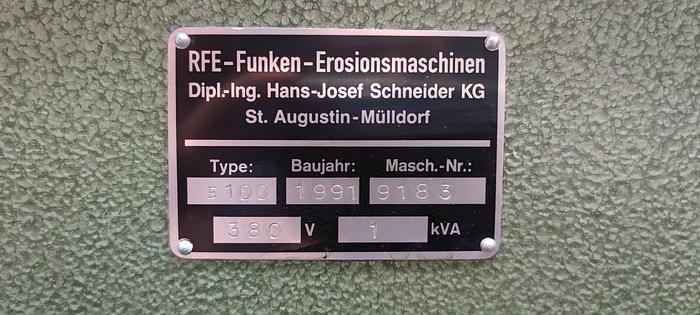 RFE-Funken-Erosionsmaschinen
Dipl.-Ing. Hans-Josef Schneider KG
St. Augustin-Mülldorf
Type: Baujahr: Masch.-Nr.:
E100 1991 9183
380 V 1 kVA